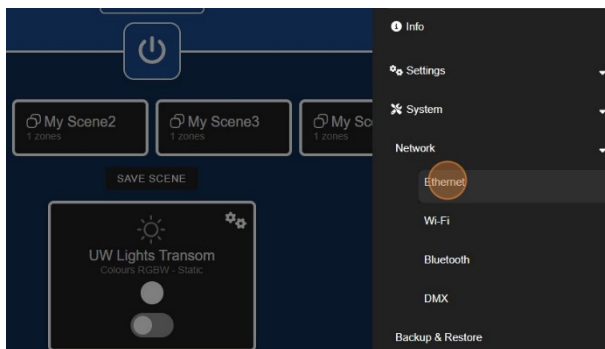 Info
Settings
System
Network
Ethernet
Wi-Fi
Bluetooth
DMX
Backup & Restore
My Scene2
1 zones
My Scene3
1 zones
My Sc
1 zones
SAVE SCENE
UW Lights Transom
Colours RGBW - Static